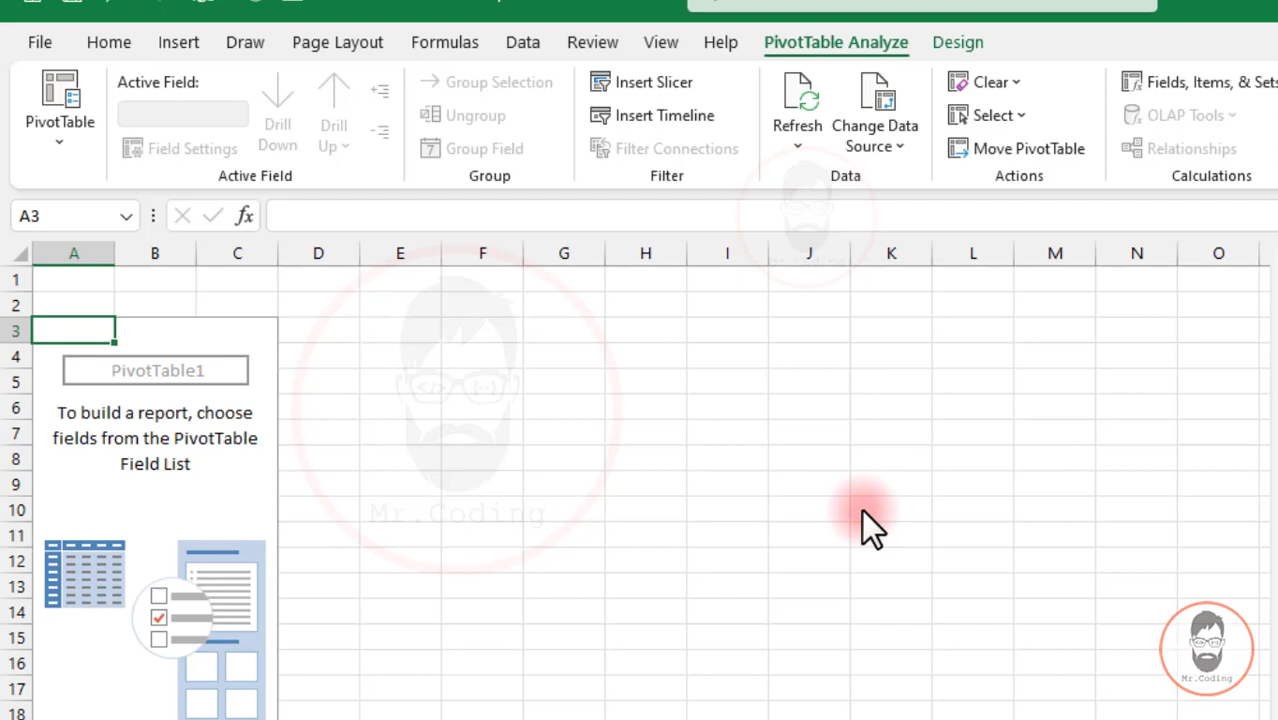 File Home Insert Draw Page Layout Formulas Data Review View Help PivotTable Analyze Design
PivotTable
Active Field:
Field Settings
Drill Down
Drill Up
Active Field
Group Selection
Ungroup
7 Group Field
Group
Insert Slicer
Insert Timeline
Filter Connections
Filter
Refresh
Change Data Source
Data
Clear
Select
Move PivotTable
Actions
Fields, Items, & Sets
OLAP Tools
Relationships
Calculations
A3
fx
A B C D E F G H I J K L M N O
1
2
3
4
5
6
7
8
9
10
11
12
13
14
15
16
17
18
PivotTable1
To build a report, choose
fields from the PivotTable
Field List
Mr.Coding
Mr.Coding
Mr.Coding